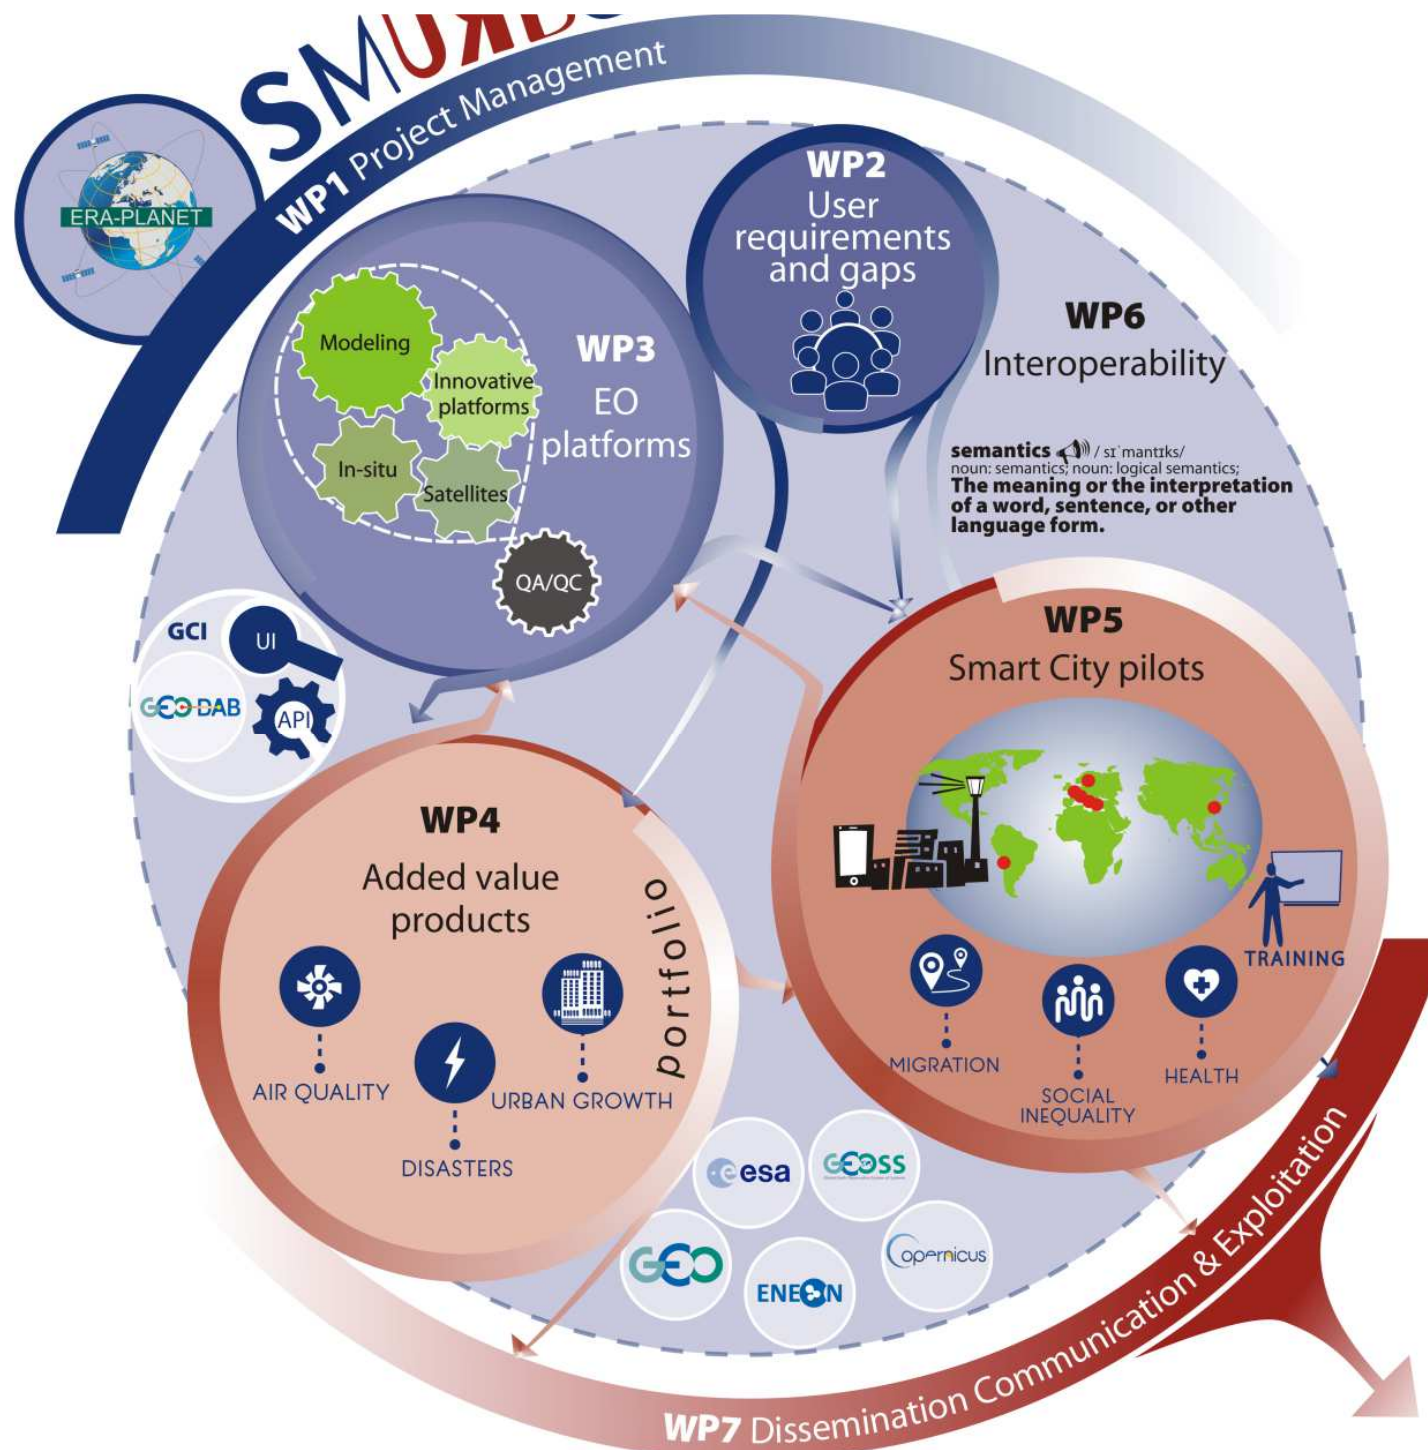 SMURBS
WP1 Project Management
ERA-PLANET
WP2
User
requirements
and gaps
WP3
EO
platforms
Modeling
Innovative
platforms
In-situ
Satellites
QA/QC
WP6
Interoperability
semantics / sɪˈmantɪks/
noun: semantics; noun: logical semantics;
The meaning or the interpretation
of a word, sentence, or other
language form.
GCI
UI
GEO-DAB
API
WP5
Smart City pilots
TRAINING
MIGRATION
SOCIAL
INEQUALITY
HEALTH
WP4
Added value
products
portfolio
AIR QUALITY
DISASTERS
URBAN GROWTH
esa
GEOSS
GEO
ENEON
Copernicus
WP7 Dissemination Communication & Exploitation